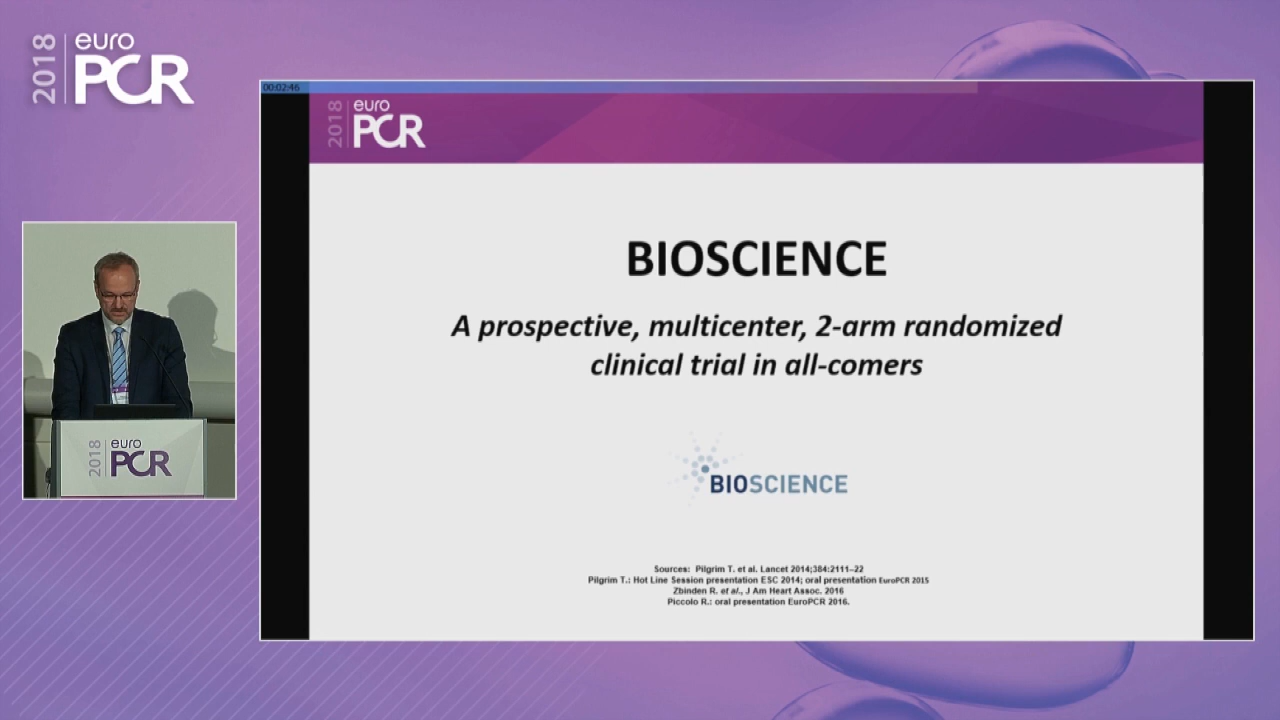 2018 euro PCR
00:02:46
2018 euro PCR
BIOSCIENCE
A prospective, multicenter, 2-arm randomized
clinical trial in all-comers
BIOSCIENCE
Sources: Pilgrim T. et al. Lancet 2014;384:2111–22
Pilgrim T.: Hot Line Session presentation ESC 2014; oral presentation EuroPCR 2015
Zbinden R. et al., J Am Heart Assoc. 2016
Piccolo R.: oral presentation EuroPCR 2016.
2018 euro PCR